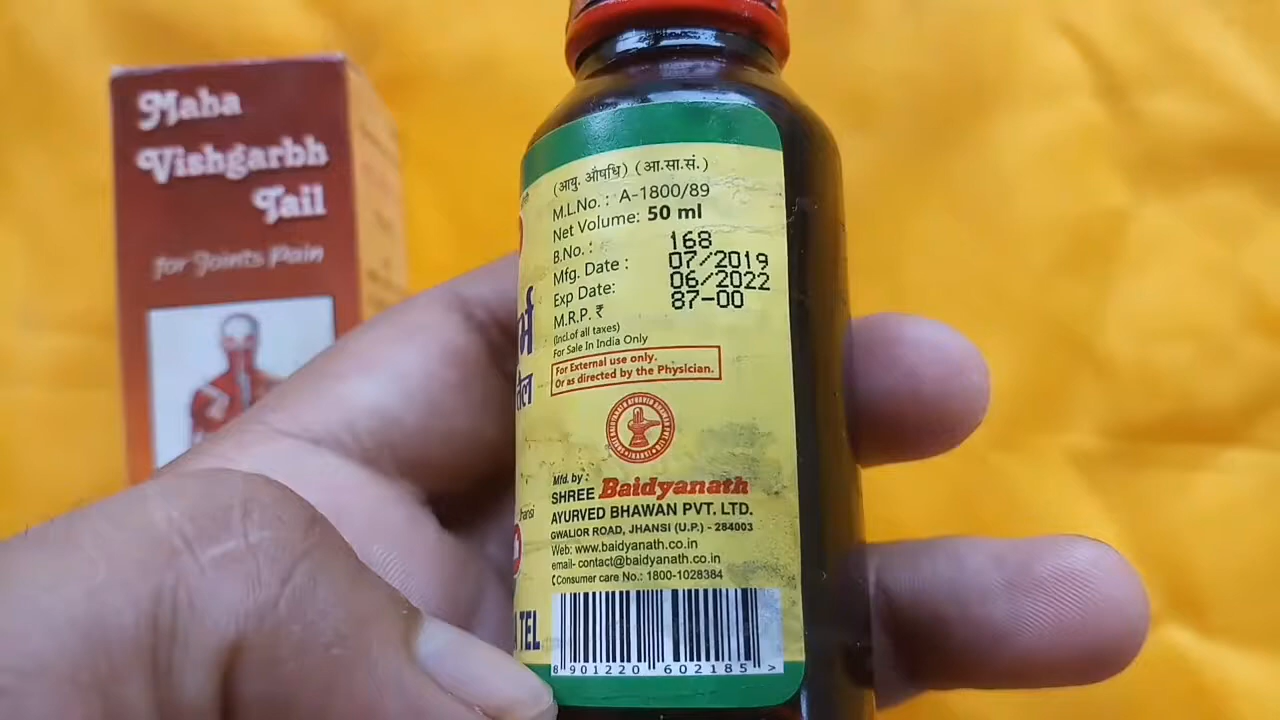 Maha
Vishgarbh
Tail
for Joints Pain
(आयु. औषधि) (आ.सा.सं.)
M.L.No. : A-1800/89
Net Volume: 50 ml
B.No. : 168
Mfg. Date : 07/2019
Exp Date: 06/2022
M.R.P. ₹ 87-00
(Incl.of all taxes)
For Sale In India Only
For External use only.
Or as directed by the Physician.
Mfd. by :
SHREE Baidyanath
AYURVED BHAWAN PVT. LTD.
GWALIOR ROAD, JHANSI (U.P.) - 284003
Web: www.baidyanath.co.in
email- contact@baidyanath.co.in
Consumer care No.: 1800-1028384
TEL
8 901220 602185 >